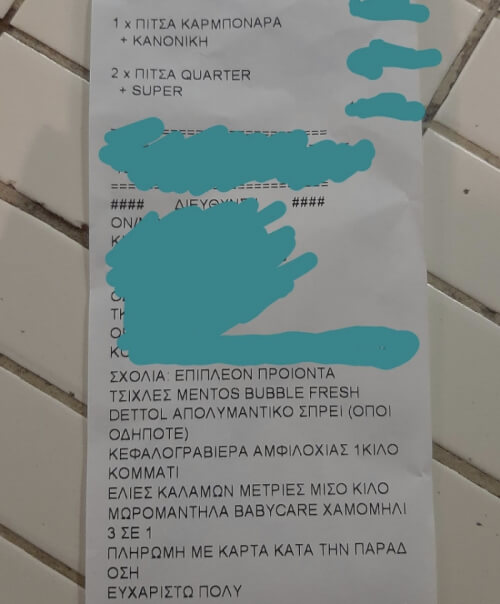 1 x ΠΙΤΣΑ ΚΑΡΜΠΟΝΑΡΑ
+ ΚΑΝΟΝΙΚΗ
2 x ΠΙΤΣΑ QUARTER
+ SUPER
====================
====================
#### ΔΙΕΥΘΥΝΣ ####
ΣΧΟΛΙΑ: ΕΠΙΠΛΕΟΝ ΠΡΟΙΟΝΤΑ
ΤΣΙΧΛΕΣ MENTOS BUBBLE FRESH
DETTOL ΑΠΟΛΥΜΑΝΤΙΚΟ ΣΠΡΕΙ (ΟΠΟΙ
ΟΔΗΠΟΤΕ)
ΚΕΦΑΛΟΓΡΑΒΙΕΡΑ ΑΜΦΙΛΟΧΙΑΣ 1ΚΙΛΟ
ΚΟΜΜΑΤΙ
ΕΛΙΕΣ ΚΑΛΑΜΩΝ ΜΕΤΡΙΕΣ ΜΙΣΟ ΚΙΛΟ
ΜΩΡΟΜΑΝΤΗΛΑ BABYCARE ΧΑΜΟΜΗΛΙ
3 ΣΕ 1
ΠΛΗΡΩΜΗ ΜΕ ΚΑΡΤΑ ΚΑΤΑ ΤΗΝ ΠΑΡΑΔ
ΟΣΗ
ΕΥΧΑΡΙΣΤΩ ΠΟΛΥ